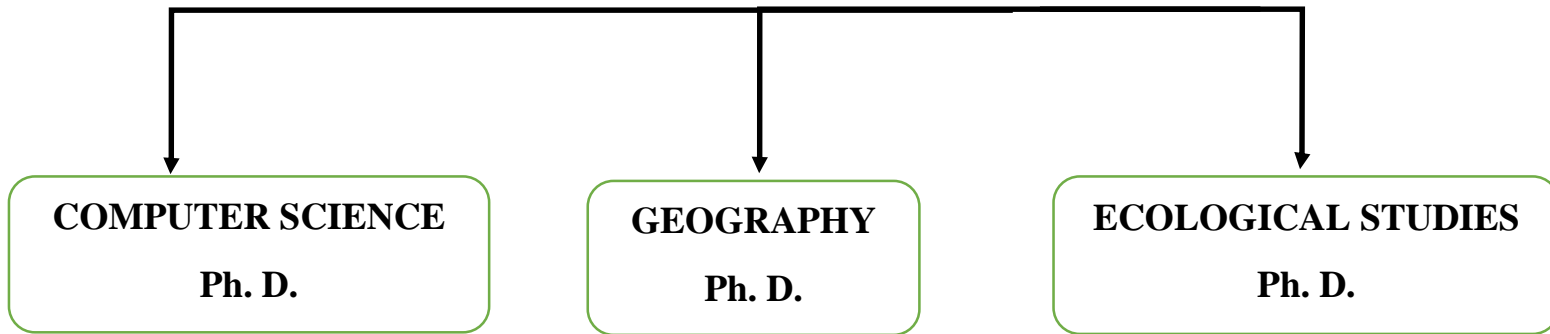 COMPUTER SCIENCE
Ph. D.
GEOGRAPHY
Ph. D.
ECOLOGICAL STUDIES
Ph. D.